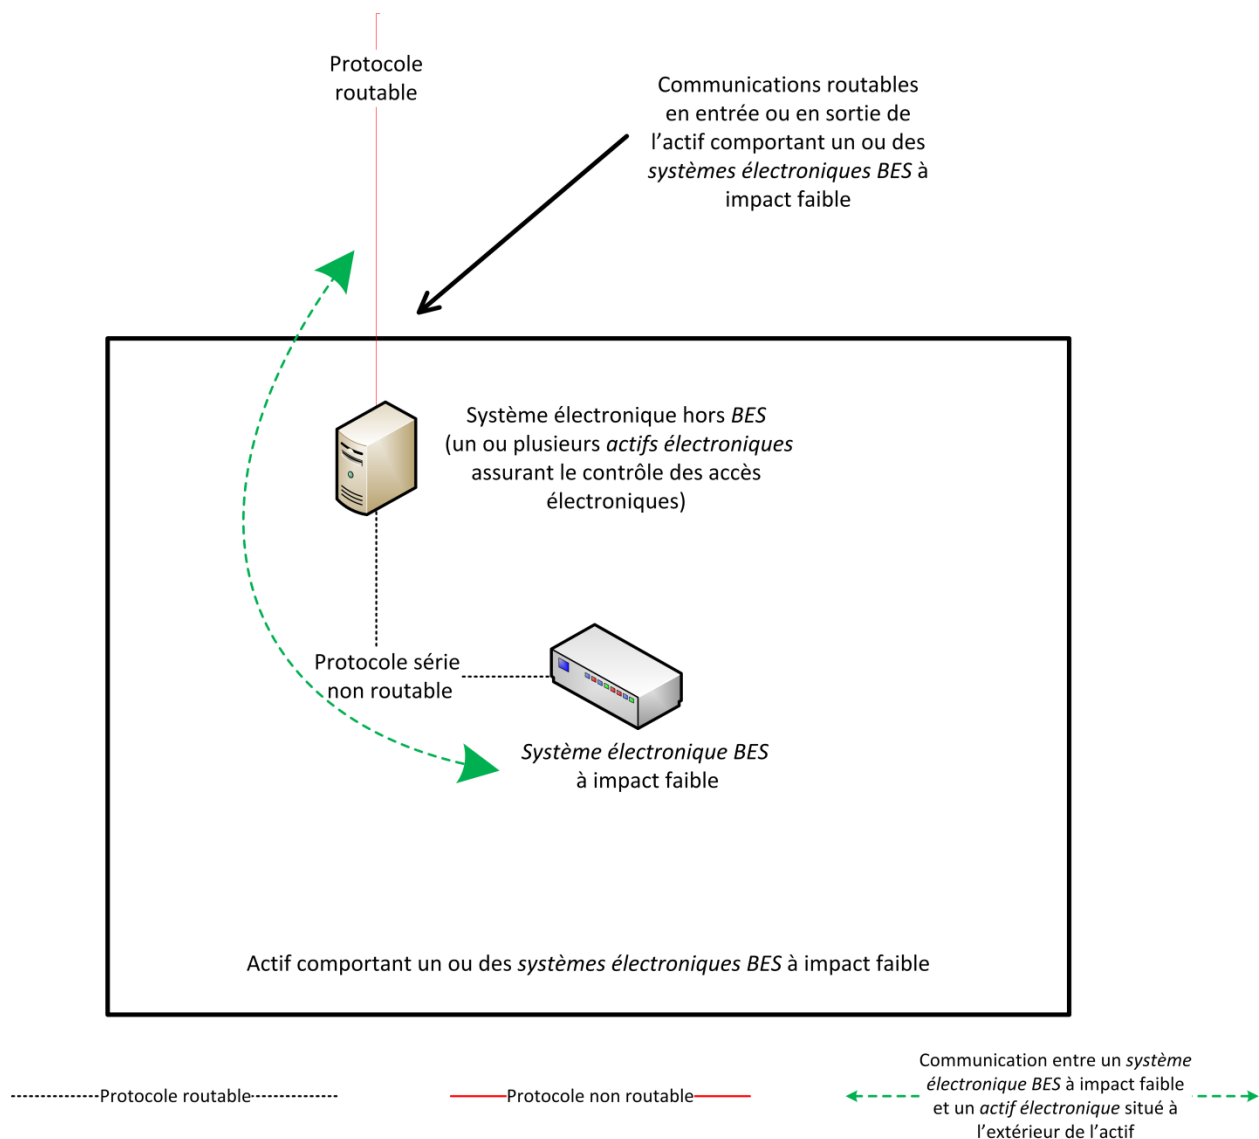 Protocole
routable
Communications routables
en entrée ou en sortie de
l’actif comportant un ou des
systèmes électroniques BES à
impact faible
Système électronique hors BES
(un ou plusieurs actifs électroniques
assurant le contrôle des accès
électroniques)
Protocole série
non routable
Système électronique BES
à impact faible
Actif comportant un ou des systèmes électroniques BES à impact faible
Protocole routable
Protocole non routable
Communication entre un système
électronique BES à impact faible
et un actif électronique situé à
l’extérieur de l’actif